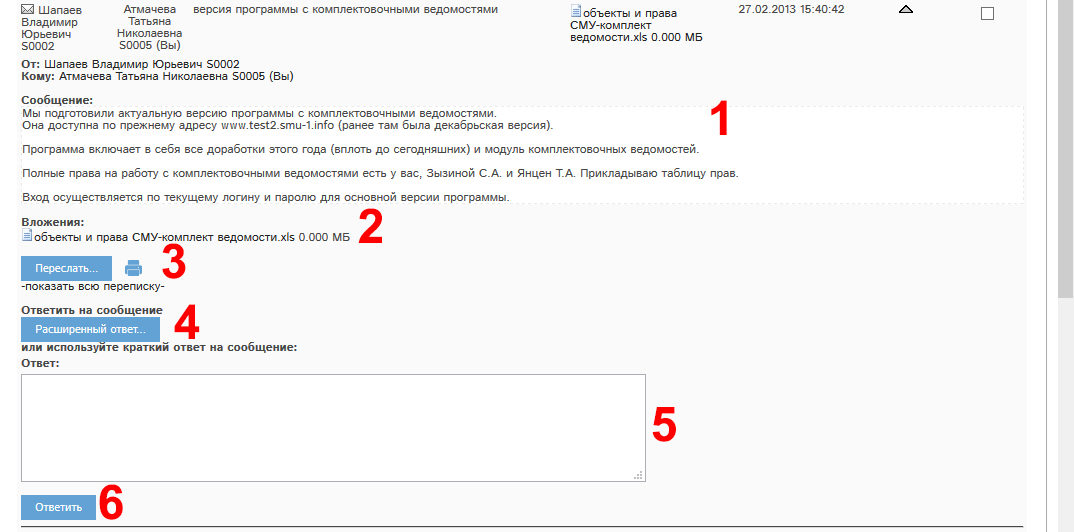 Шапаев
Владимир
Юрьевич
S0002
Атмачева
Татьяна
Николаевна
S0005 (Вы)
версия программы с комплектовочными ведомостями
объекты и права
СМУ-комплект
ведомости.xls 0.000 МБ
27.02.2013 15:40:42
От: Шапаев Владимир Юрьевич S0002
Кому: Атмачева Татьяна Николаевна S0005 (Вы)
Сообщение:
Мы подготовили актуальную версию программы с комплектовочными ведомостями.
Она доступна по прежнему адресу www.test2.smu-1.info (ранее там была декабрьская версия).
1
Программа включает в себя все доработки этого года (вплоть до сегодняшних) и модуль комплектовочных ведомостей.
Полные права на работу с комплектовочными ведомостями есть у вас, Зызиной С.А. и Янцен Т.А. Прикладываю таблицу прав.
Вход осуществляется по текущему логину и паролю для основной версии программы.
Вложения:
объекты и права СМУ-комплект ведомости.xls 0.000 МБ
2
Переслать...
3
-показать всю переписку-
Ответить на сообщение
Расширенный ответ...
4
или используйте краткий ответ на сообщение:
Ответ:
5
Ответить
6